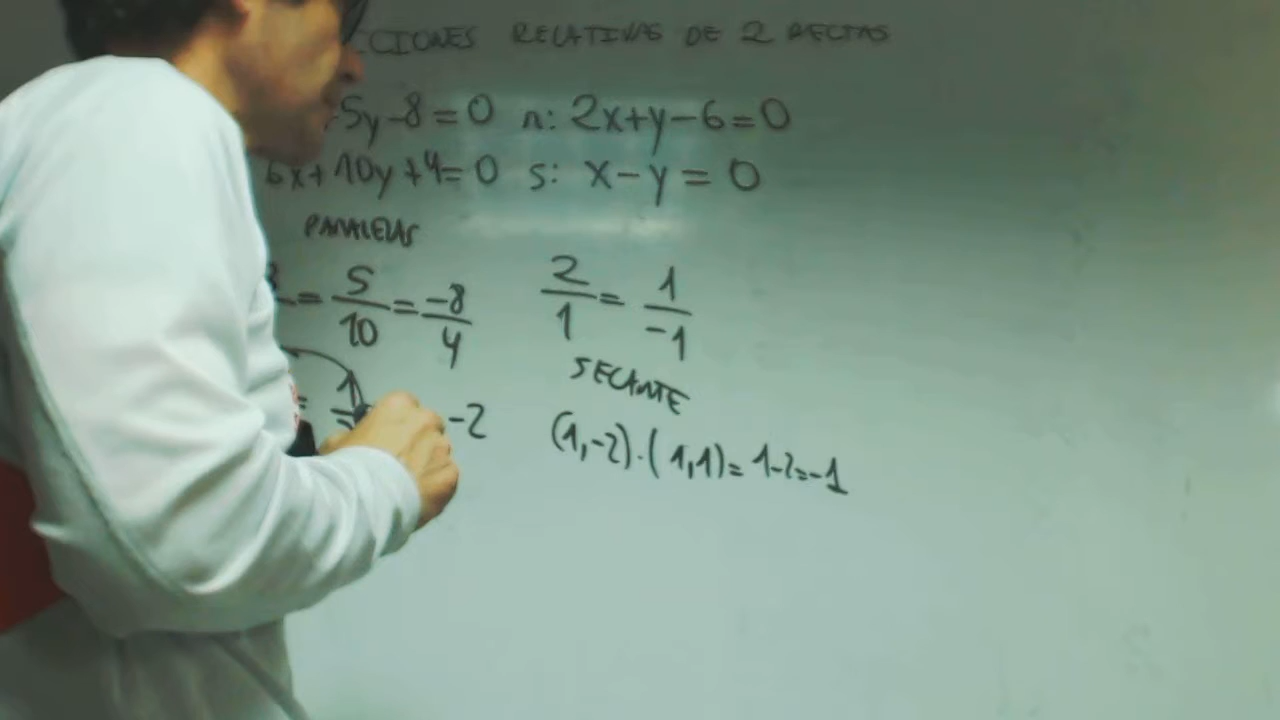 CIONES RELATIVAS DE 2 RECTAS
5y-8=0 r: 2x+y-6=0
6x+10y+4=0 s: x-y=0
PARALELAS
= 5/10 = -8/4 2/1 = 1/-1
SECANTE
= 1 -2 (1,-2)·(1,1)=1-2=-1